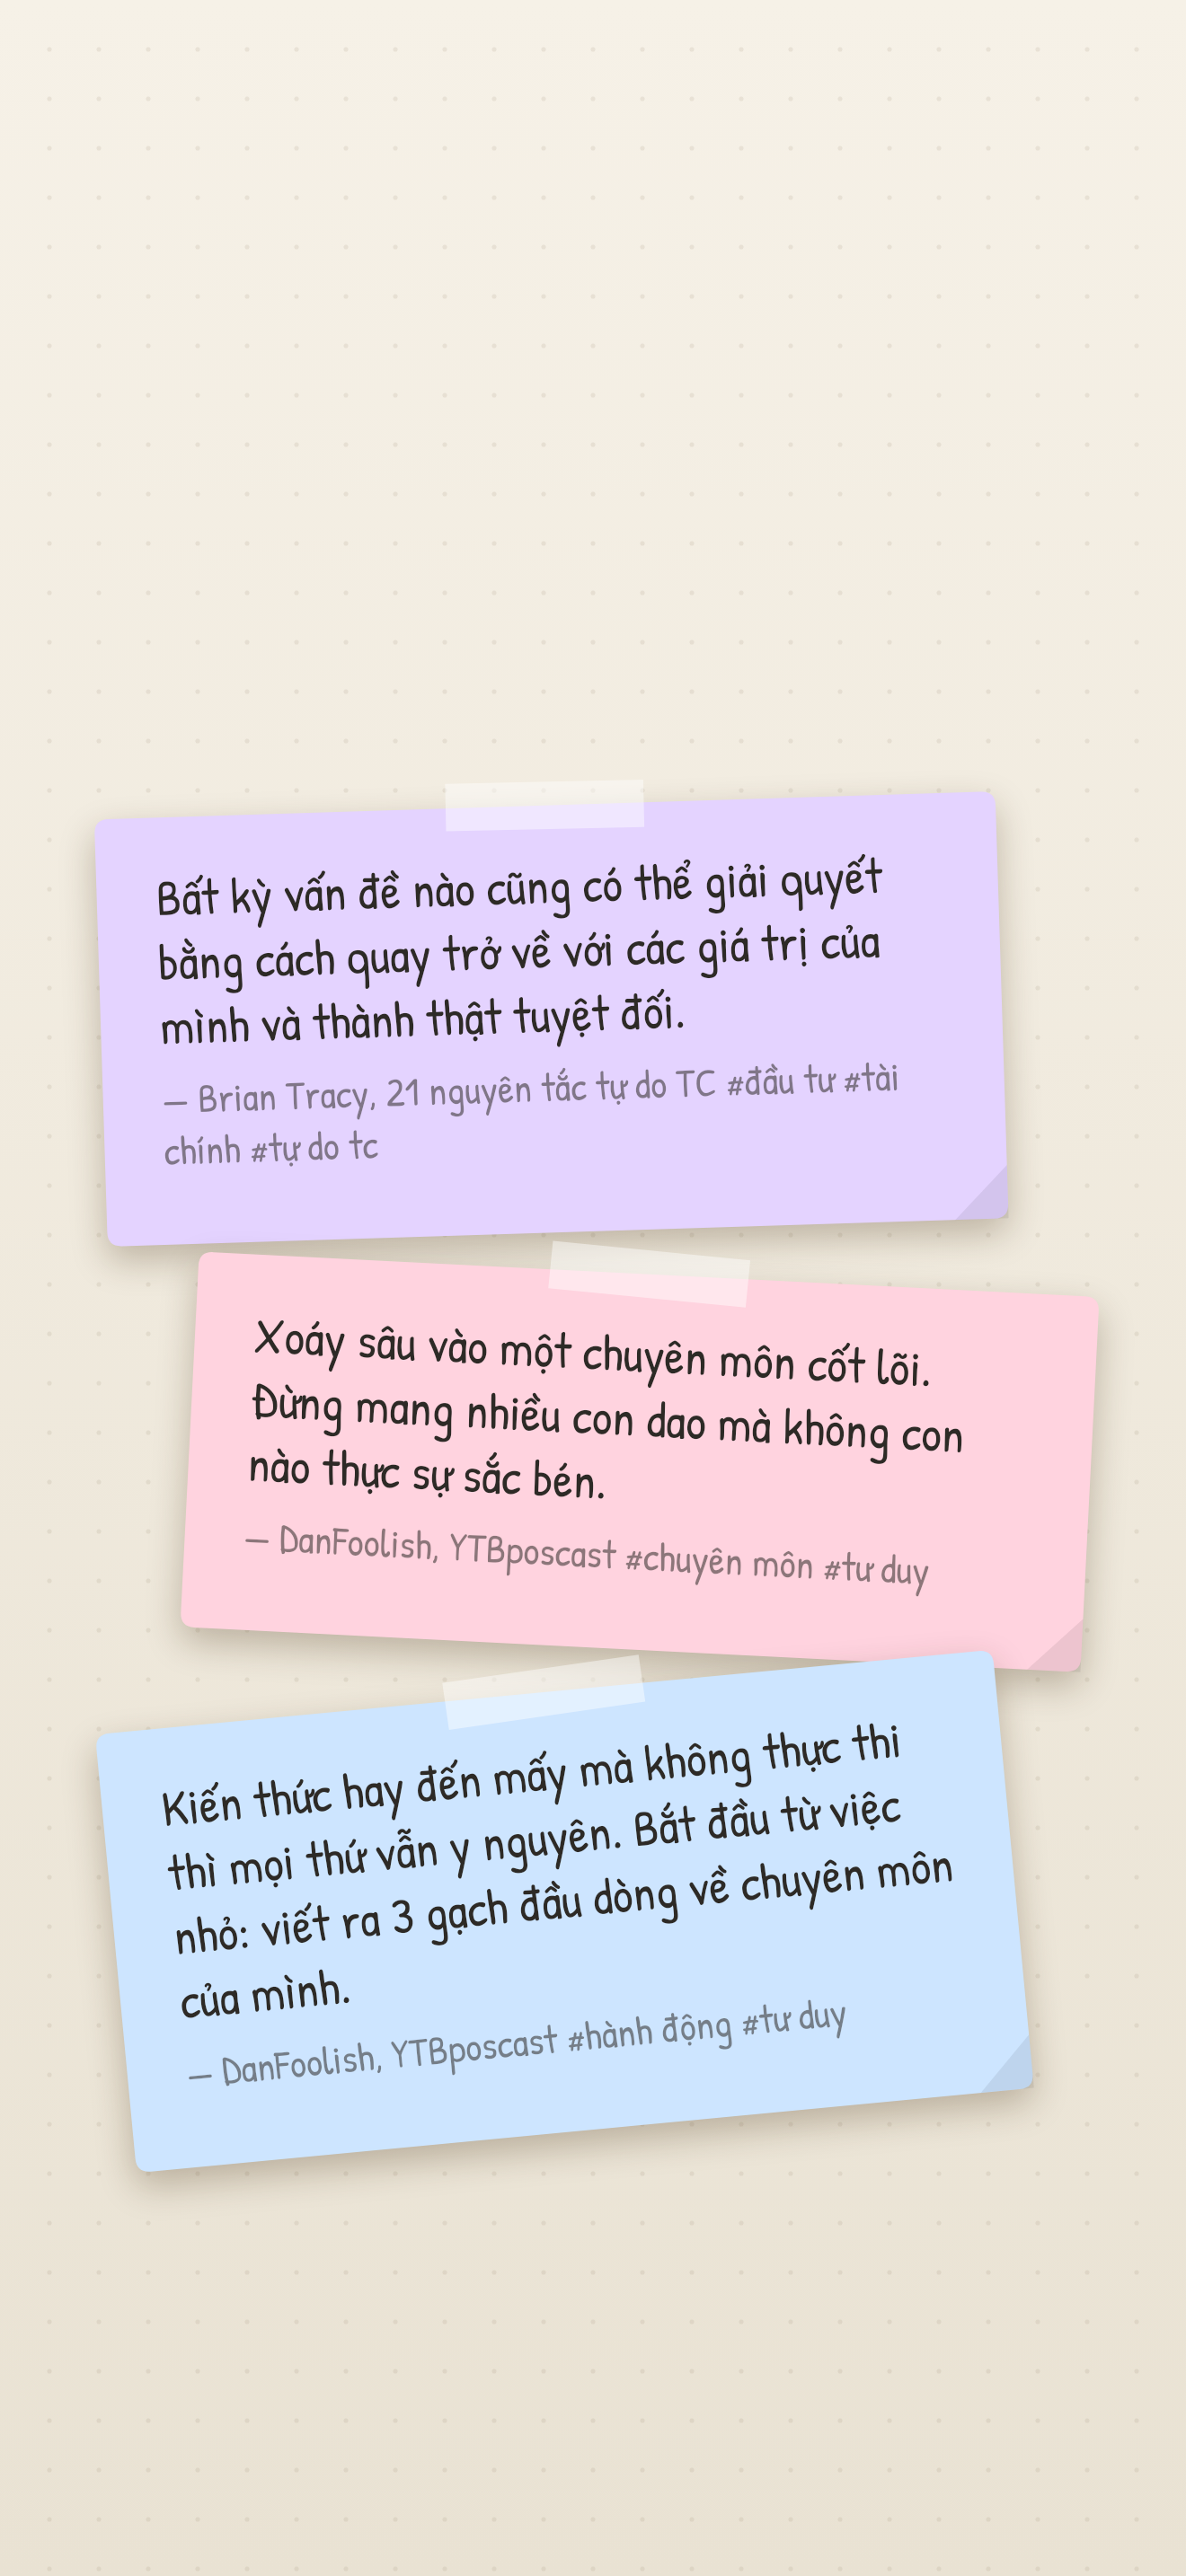 Bất kỳ vấn đề nào cũng có thể giải quyết
bằng cách quay trở về với các giá trị của
mình và thành thật tuyệt đối.
— Brian Tracy, 21 nguyên tắc tự do TC #đầu tư #tài
chính #tự do tc
Xoáy sâu vào một chuyên môn cốt lõi.
Đừng mang nhiều con dao mà không con
nào thực sự sắc bén.
— DanFoolish, YTBposcast #chuyên môn #tư duy
Kiến thức hay đến mấy mà không thực thi
thì mọi thứ vẫn y nguyên. Bắt đầu từ việc
nhỏ: viết ra 3 gạch đầu dòng về chuyên môn
của mình.
— DanFoolish, YTBposcast #hành động #tư duy